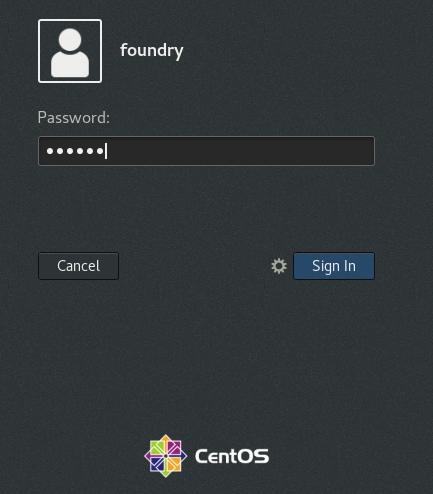 foundry
Password:
••••••
Cancel
Sign In
CentOS